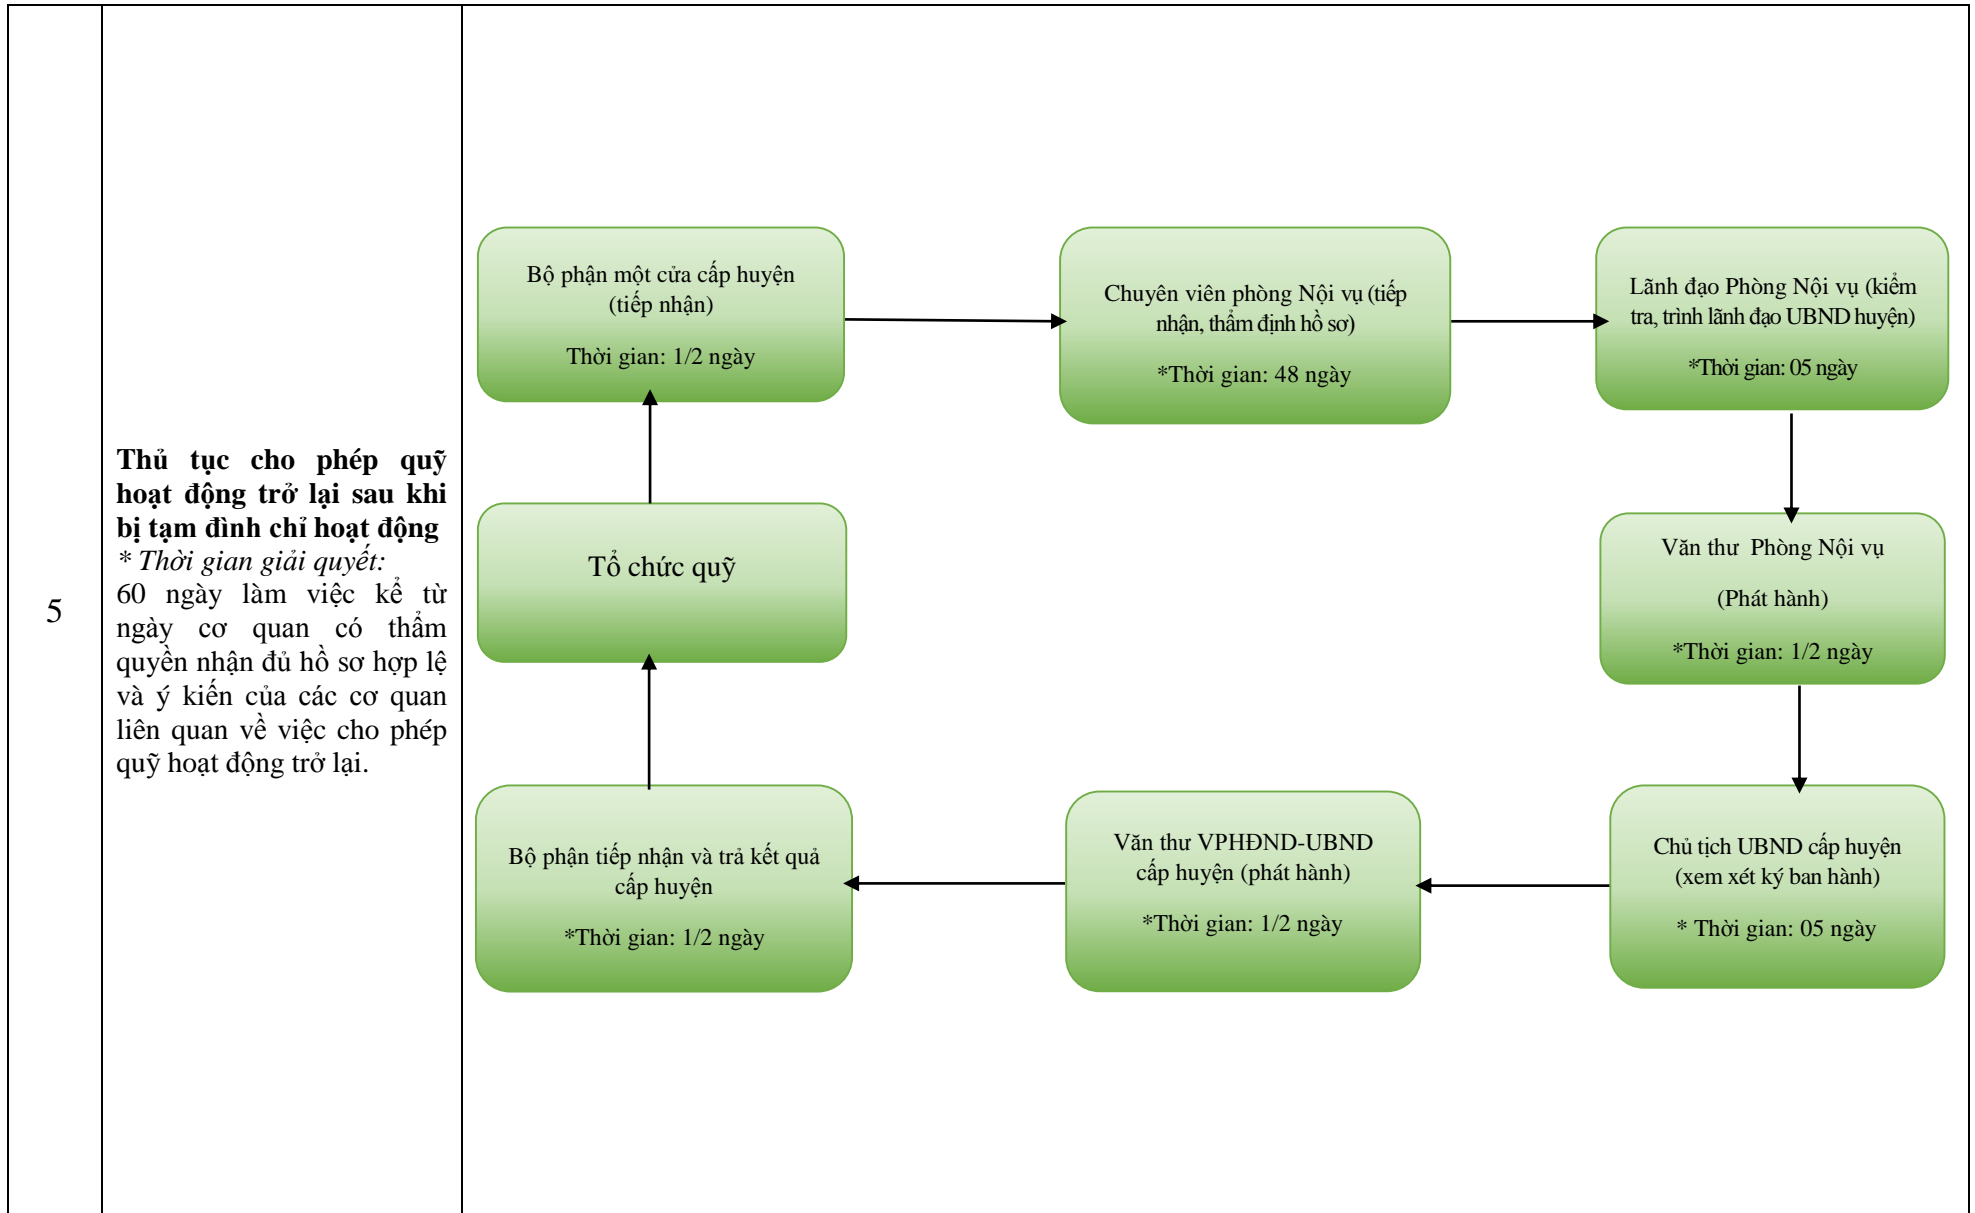 5
Thủ tục cho phép quỹ
hoạt động trở lại sau khi
bị tạm đình chỉ hoạt động
* Thời gian giải quyết:
60 ngày làm việc kể từ
ngày cơ quan có thẩm
quyền nhận đủ hồ sơ hợp lệ
và ý kiến của các cơ quan
liên quan về việc cho phép
quỹ hoạt động trở lại.
Bộ phận một cửa cấp huyện
(tiếp nhận)
Thời gian: 1/2 ngày
Chuyên viên phòng Nội vụ (tiếp
nhận, thẩm định hồ sơ)
*Thời gian: 48 ngày
Lãnh đạo Phòng Nội vụ (kiểm
tra, trình lãnh đạo UBND huyện)
*Thời gian: 05 ngày
Tổ chức quỹ
Văn thư Phòng Nội vụ
(Phát hành)
*Thời gian: 1/2 ngày
Bộ phận tiếp nhận và trả kết quả
cấp huyện
*Thời gian: 1/2 ngày
Văn thư VPHĐND-UBND
cấp huyện (phát hành)
*Thời gian: 1/2 ngày
Chủ tịch UBND cấp huyện
(xem xét ký ban hành)
* Thời gian: 05 ngày